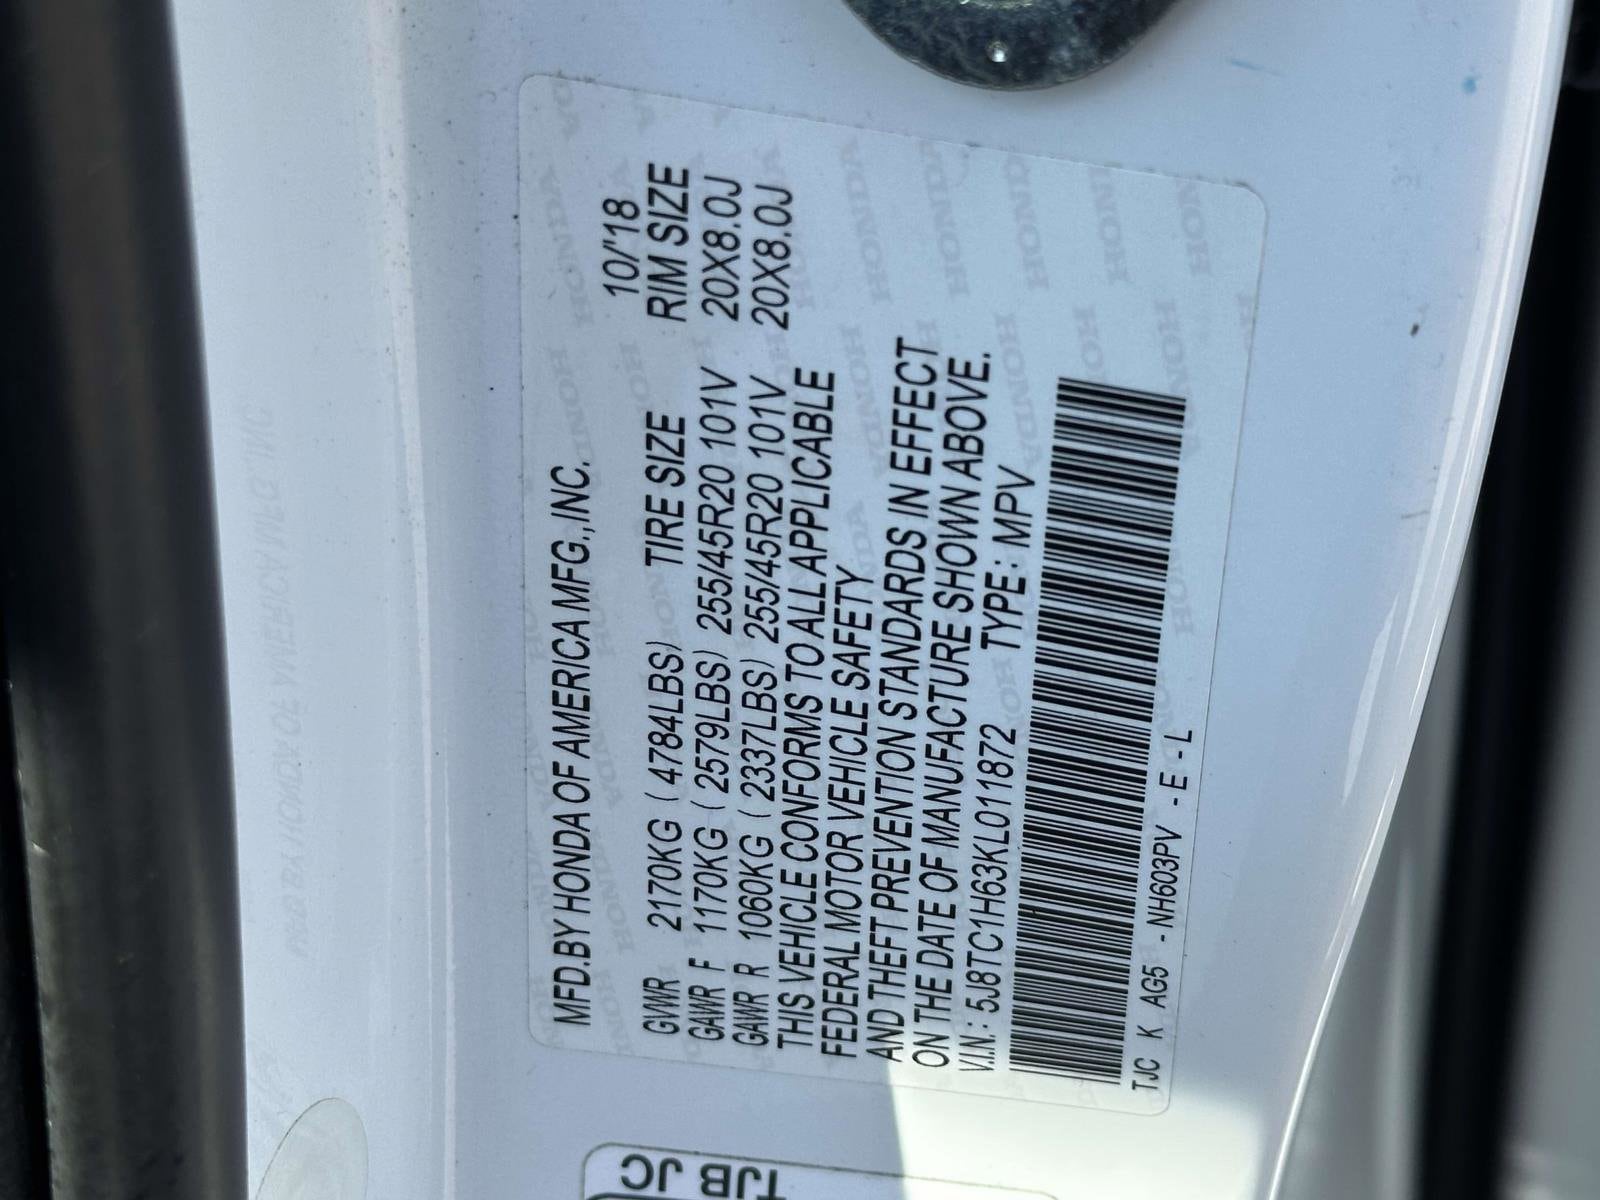 MFD.BY HONDA OF AMERICA MFG.,INC.
10/'18
GVWR 2170KG (4784LBS) TIRE SIZE RIM SIZE
GAWR F 1170KG (2579LBS) 255/45R20 101V 20X8.0J
GAWR R 1060KG (2337LBS) 255/45R20 101V 20X8.0J
THIS VEHICLE CONFORMS TO ALL APPLICABLE
FEDERAL MOTOR VEHICLE SAFETY
AND THEFT PREVENTION STANDARDS IN EFFECT
ON THE DATE OF MANUFACTURE SHOWN ABOVE.
V.I.N.: 5J8TC1H63KL011872 TYPE: MPV
TJC K AG5 - NH603PV - E - L
TJB JC